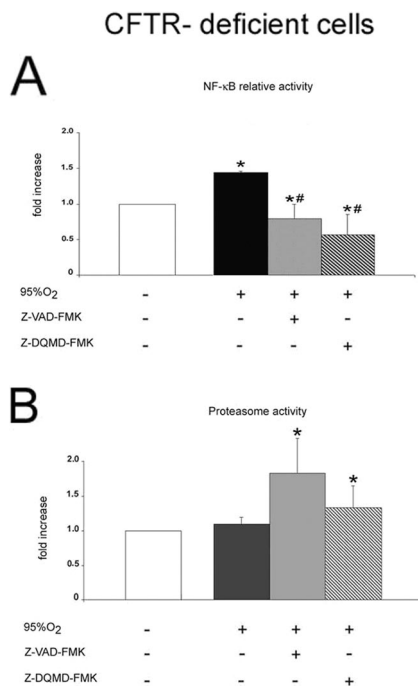 CFTR- deficient cells
A
NF-κB relative activity
fold increase
2.0
1.5
1.0
0.5
0
*
*#
*#
95%O2 - + + +
Z-VAD-FMK - - + -
Z-DQMD-FMK - - - +
B
Proteasome activity
fold increase
2.0
1.5
1.0
0.5
0
*
*
95%O2 - + + +
Z-VAD-FMK - - + -
Z-DQMD-FMK - - - +